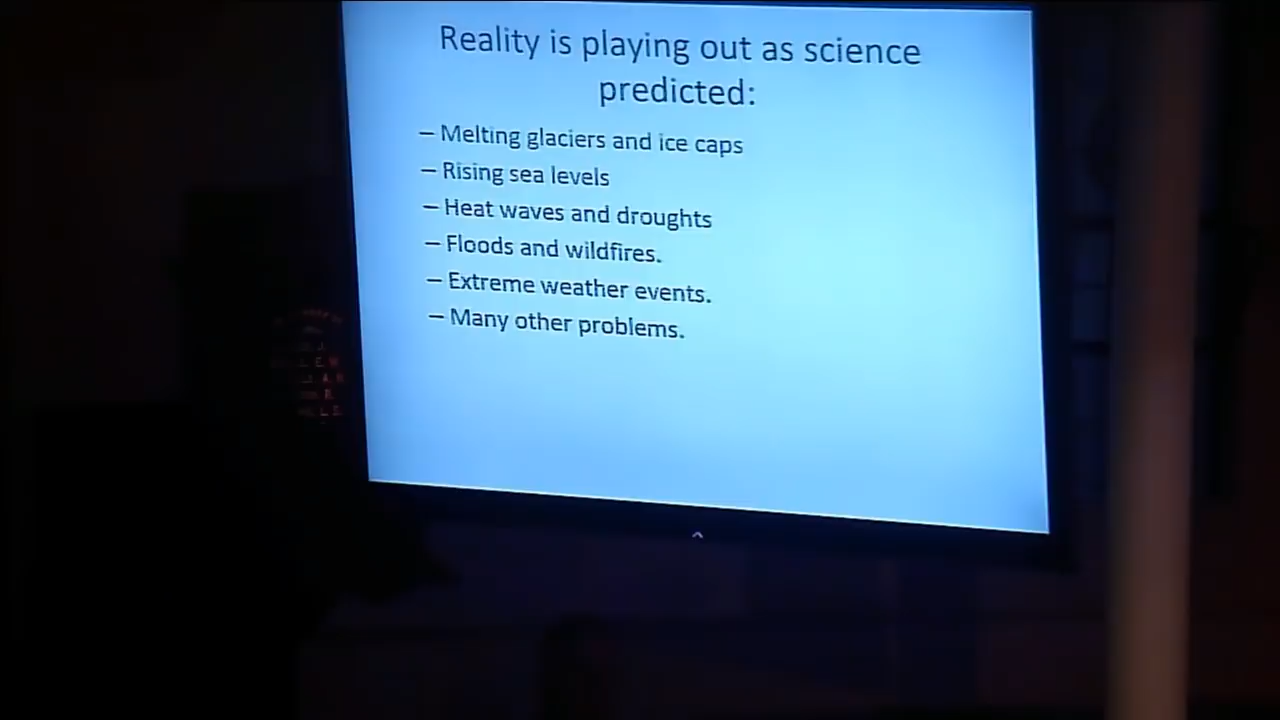 Reality is playing out as science
predicted:
– Melting glaciers and ice caps
– Rising sea levels
– Heat waves and droughts
– Floods and wildfires.
– Extreme weather events.
– Many other problems.